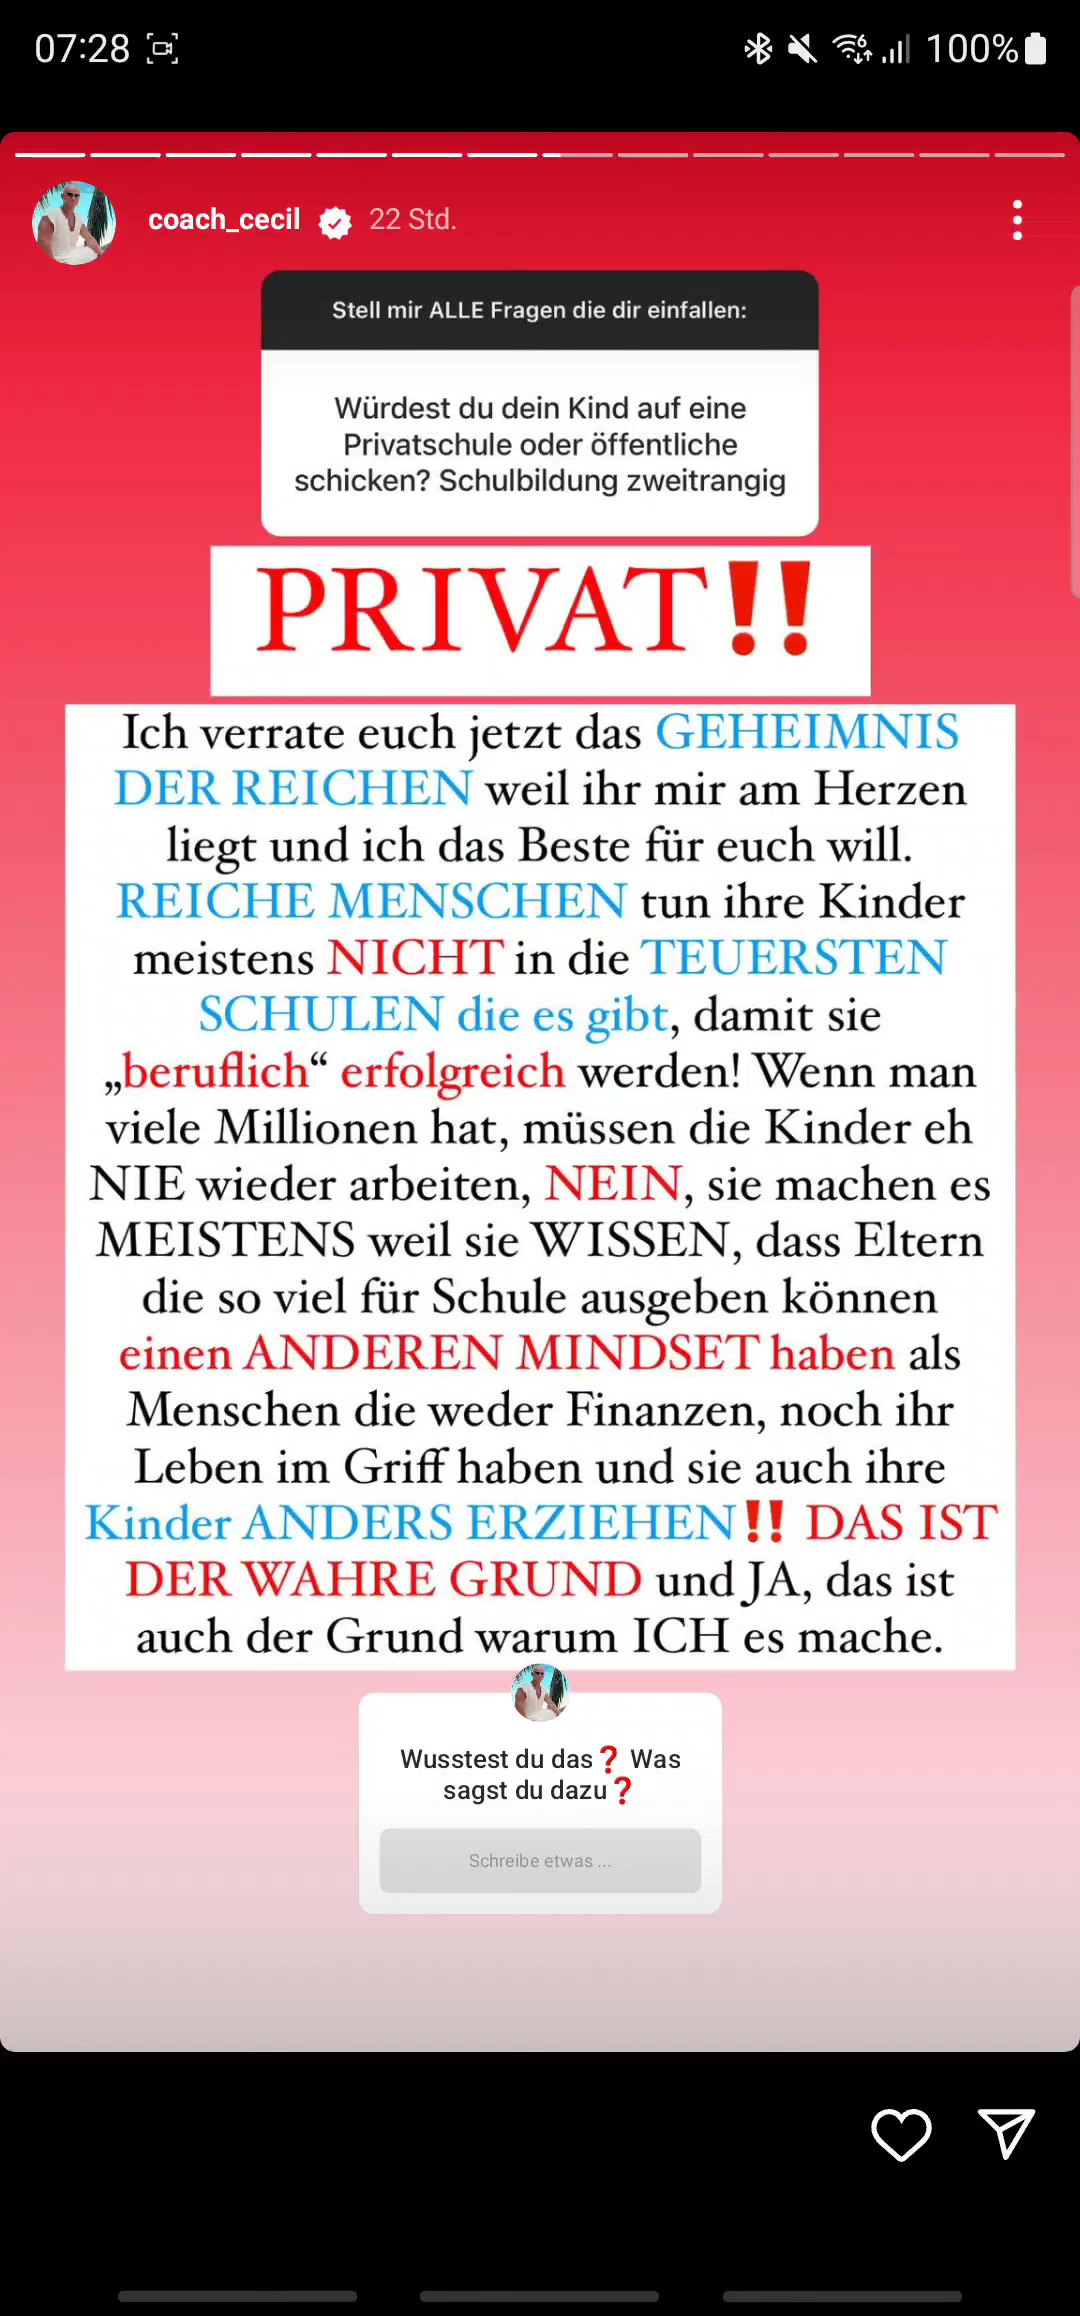 07:28
6
100%
coach_cecil 22 Std.
Stell mir ALLE Fragen die dir einfallen:
Würdest du dein Kind auf eine
Privatschule oder öffentliche
schicken? Schulbildung zweitrangig
PRIVAT‼️
Ich verrate euch jetzt das GEHEIMNIS
DER REICHEN weil ihr mir am Herzen
liegt und ich das Beste für euch will.
REICHE MENSCHEN tun ihre Kinder
meistens NICHT in die TEUERSTEN
SCHULEN die es gibt, damit sie
„beruflich“ erfolgreich werden! Wenn man
viele Millionen hat, müssen die Kinder eh
NIE wieder arbeiten, NEIN, sie machen es
MEISTENS weil sie WISSEN, dass Eltern
die so viel für Schule ausgeben können
einen ANDEREN MINDSET haben als
Menschen die weder Finanzen, noch ihr
Leben im Griff haben und sie auch ihre
Kinder ANDERS ERZIEHEN‼️ DAS IST
DER WAHRE GRUND und JA, das ist
auch der Grund warum ICH es mache.
Wusstest du das❓ Was
sagst du dazu❓
Schreibe etwas ...